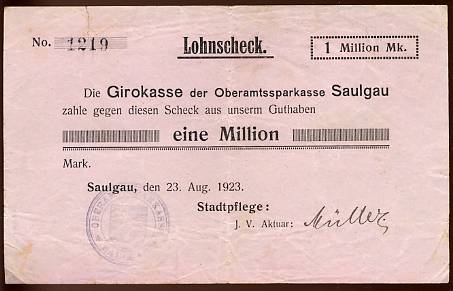 No. 1219 Lohnscheck. 1 Million Mk.
Die Girokasse der Oberamtssparkasse Saulgau
zahle gegen diesen Scheck aus unserm Guthaben
eine Million
Mark.
Saulgau, den 23. Aug. 1923.
Stadtpflege:
J. V. Aktuar: Müller